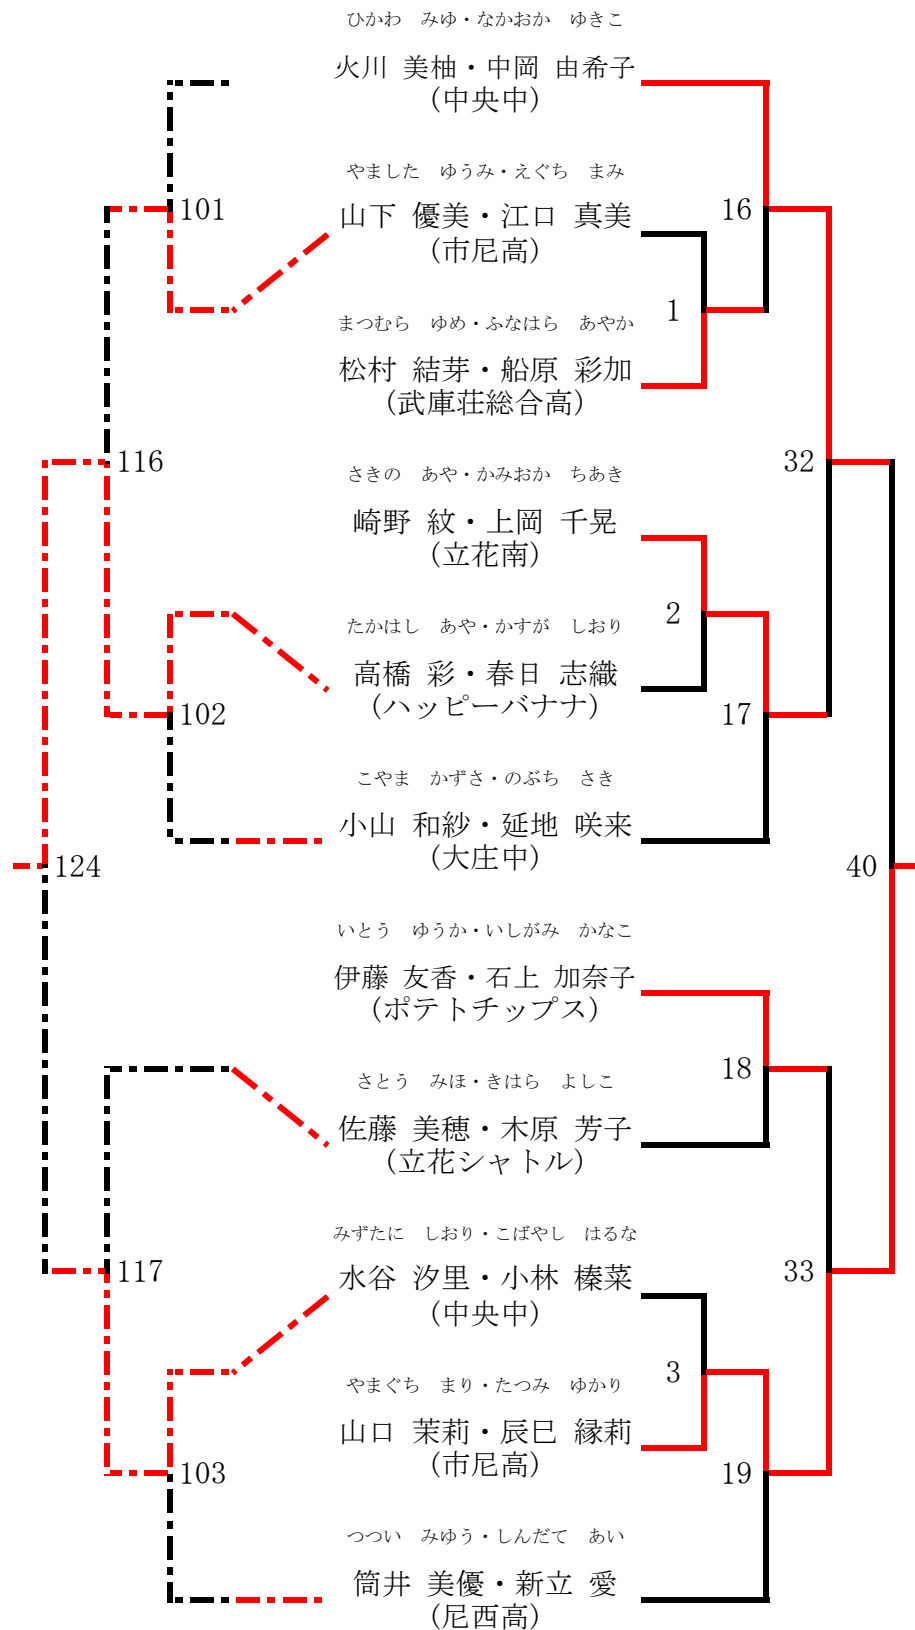 ひかわ　みゆ・なかおか　ゆきこ
火川 美柚・中岡 由希子
(中央中)
やました　ゆうみ・えぐち　まみ
101
山下 優美・江口 真美
16
(市尼高)
1
まつむら　ゆめ・ふなはら　あやか
松村 結芽・船原 彩加
(武庫荘総合高)
116
32
さきの　あや・かみおか　ちあき
崎野 紋・上岡 千晃
(立花南)
2
たかはし　あや・かすが　しおり
高橋 彩・春日 志織
(ハッピーバナナ)
102
17
こやま　かずさ・のぶち　さき
小山 和紗・延地 咲来
(大庄中)
124
40
いとう　ゆうか・いしがみ　かなこ
伊藤 友香・石上 加奈子
(ポテトチップス)
18
さとう　みほ・きはら　よしこ
佐藤 美穂・木原 芳子
(立花シャトル)
みずたに　しおり・こばやし　はるな
117
水谷 汐里・小林 榛菜
33
(中央中)
3
やまぐち　まり・たつみ　ゆかり
山口 茉莉・辰巳 縁莉
(市尼高)
103
19
つつい　みゆう・しんだて　あい
筒井 美優・新立 愛
(尼西高)